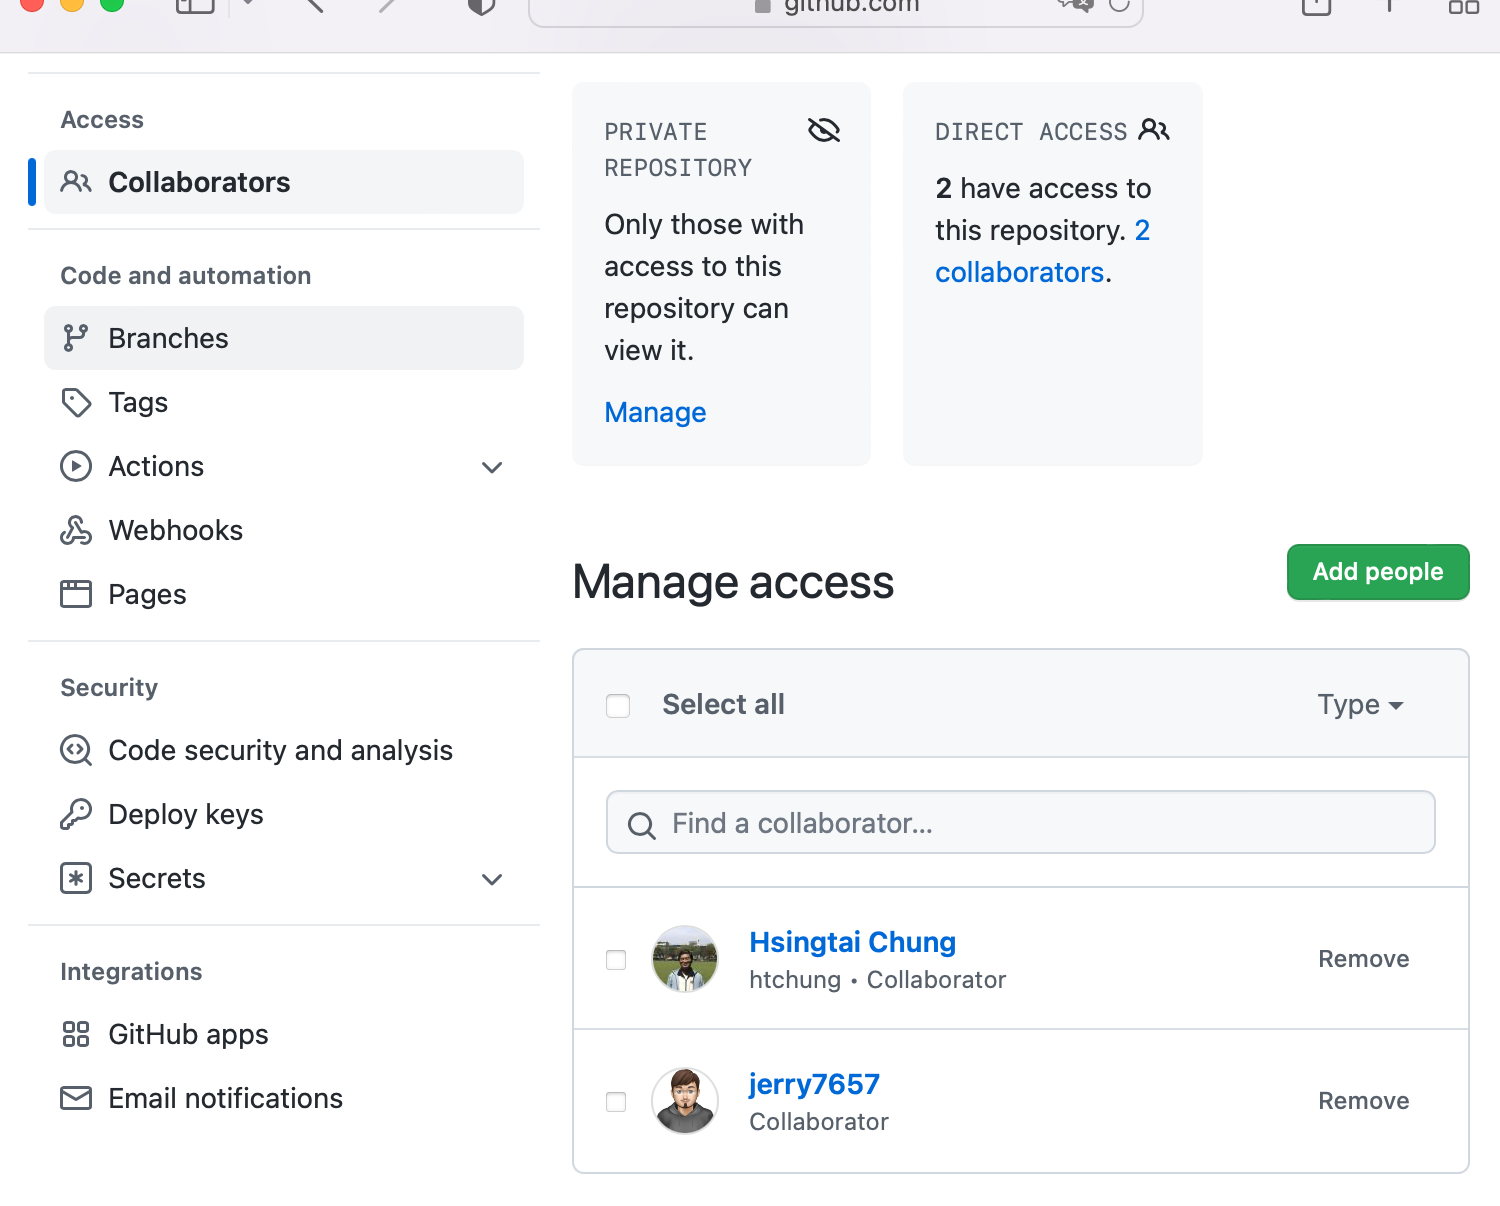 github.com
Access
Collaborators
Code and automation
Branches
Tags
Actions
Webhooks
Pages
Security
Code security and analysis
Deploy keys
Secrets
Integrations
GitHub apps
Email notifications
PRIVATE
REPOSITORY
Only those with
access to this
repository can
view it.
Manage
DIRECT ACCESS
2 have access to
this repository. 2
collaborators.
Manage access
Add people
Select all
Type
Find a collaborator...
Hsingtai Chung
htchung • Collaborator
Remove
jerry7657
Collaborator
Remove